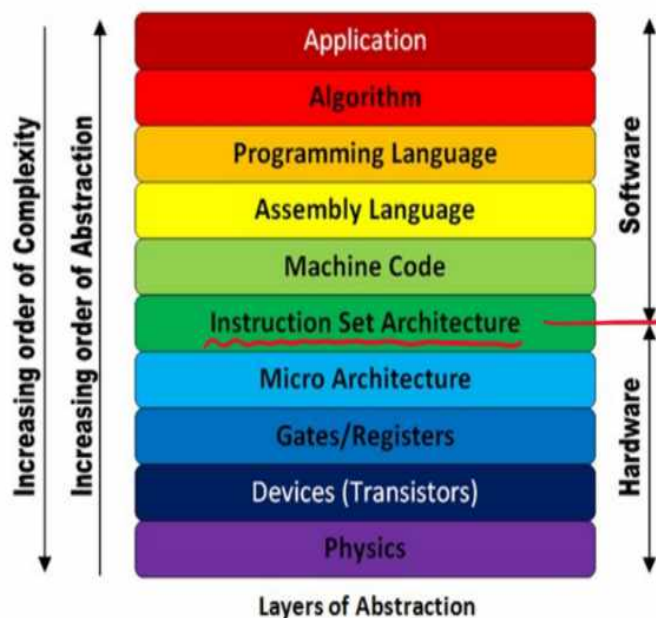 Increasing order of Complexity
Increasing order of Abstraction
Application
Algorithm
Programming Language
Assembly Language
Machine Code
Instruction Set Architecture
Micro Architecture
Gates/Registers
Devices (Transistors)
Physics
Software
Hardware
Layers of Abstraction